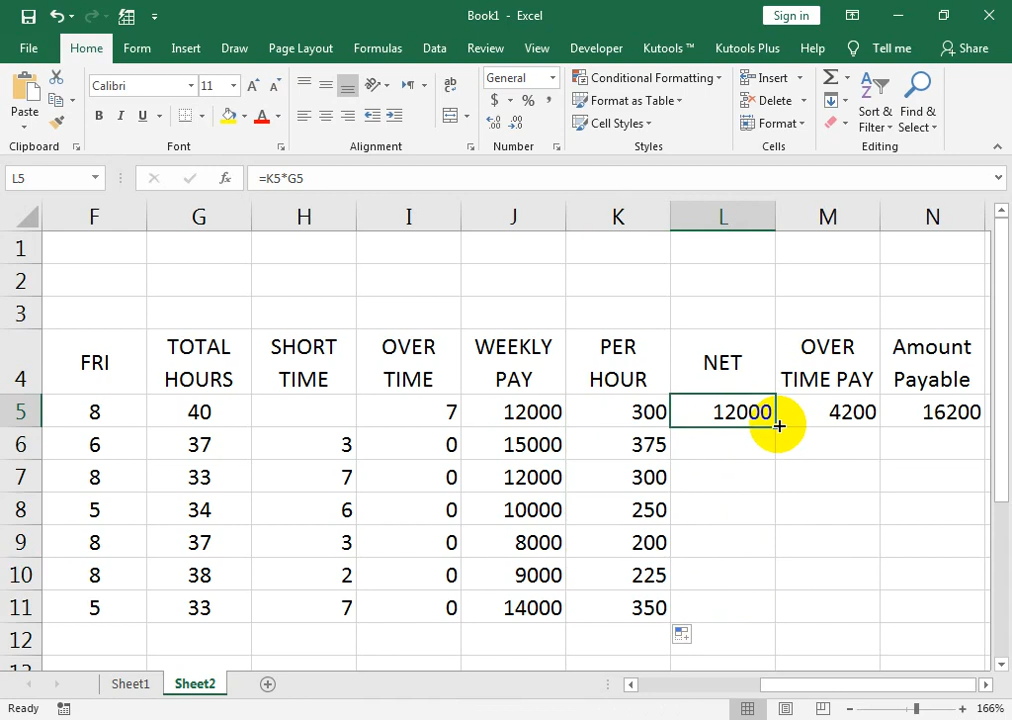 Book1 - Excel
Sign in
File Home Form Insert Draw Page Layout Formulas Data Review View Developer Kutools ™ Kutools Plus Help Tell me Share
Paste
Clipboard
Calibri 11
B I U A
Font
Alignment
General
$ % ,
Number
Conditional Formatting
Format as Table
Cell Styles
Styles
Insert
Delete
Format
Cells
Sort & Filter
Find & Select
Editing
L5 fx =K5*G5
F G H I J K L M N
1
2
3
4 FRI TOTAL HOURS SHORT TIME OVER TIME WEEKLY PAY PER HOUR NET OVER TIME PAY Amount Payable
5 8 40 7 12000 300 12000 4200 16200
6 6 37 3 0 15000 375
7 8 33 7 0 12000 300
8 5 34 6 0 10000 250
9 8 37 3 0 8000 200
10 8 38 2 0 9000 225
11 5 33 7 0 14000 350
12
13
Sheet1 Sheet2
Ready 166%